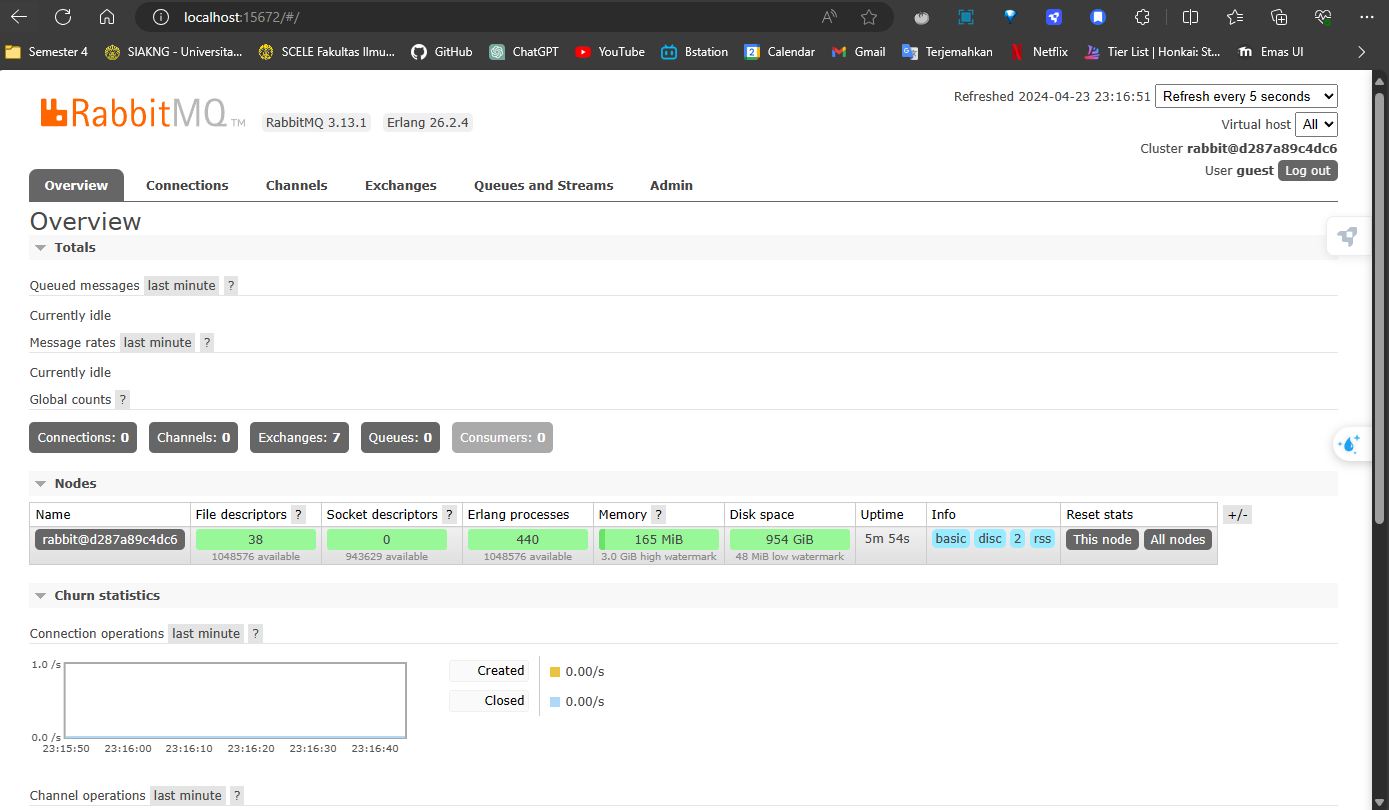 localhost:15672/#/
Semester 4 SIAKNG - Universita... SCELE Fakultas Ilmu... GitHub ChatGPT YouTube Bstation Calendar Gmail Terjemahkan Netflix Tier List | Honkai: St... Emas UI
RabbitMQ TM RabbitMQ 3.13.1 Erlang 26.2.4
Refreshed 2024-04-23 23:16:51 Refresh every 5 seconds
Virtual host All
Cluster rabbit@d287a89c4dc6
User guest Log out
Overview Connections Channels Exchanges Queues and Streams Admin
Overview
Totals
Queued messages last minute ?
Currently idle
Message rates last minute ?
Currently idle
Global counts ?
Connections: 0 Channels: 0 Exchanges: 7 Queues: 0 Consumers: 0
Nodes
Name File descriptors ? Socket descriptors ? Erlang processes Memory ? Disk space Uptime Info Reset stats +/-
rabbit@d287a89c4dc6 38 0 440 165 MiB 954 GiB 5m 54s basic disc 2 rss This node All nodes
1048576 available 943629 available 1048576 available 3.0 GiB high watermark 48 MiB low watermark
Churn statistics
Connection operations last minute ?
1.0 /s
Created 0.00/s
Closed 0.00/s
0.0 /s
23:15:50 23:16:00 23:16:10 23:16:20 23:16:30 23:16:40
Channel operations last minute ?